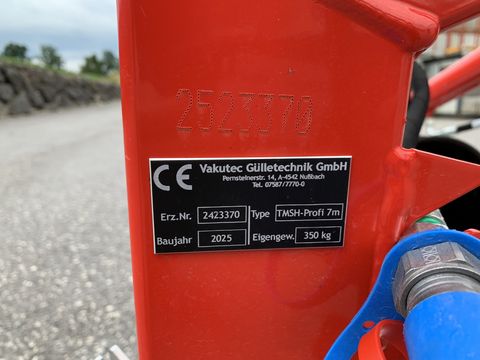 2523370
CE Vakutec Gülletechnik GmbH
Pernsteinerstr. 14, A-4542 Nußbach
Tel. 07587/7770-0
Erz.Nr. 2423370 Type TMSH-Profi 7m
Baujahr 2025 Eigengew. 350 kg